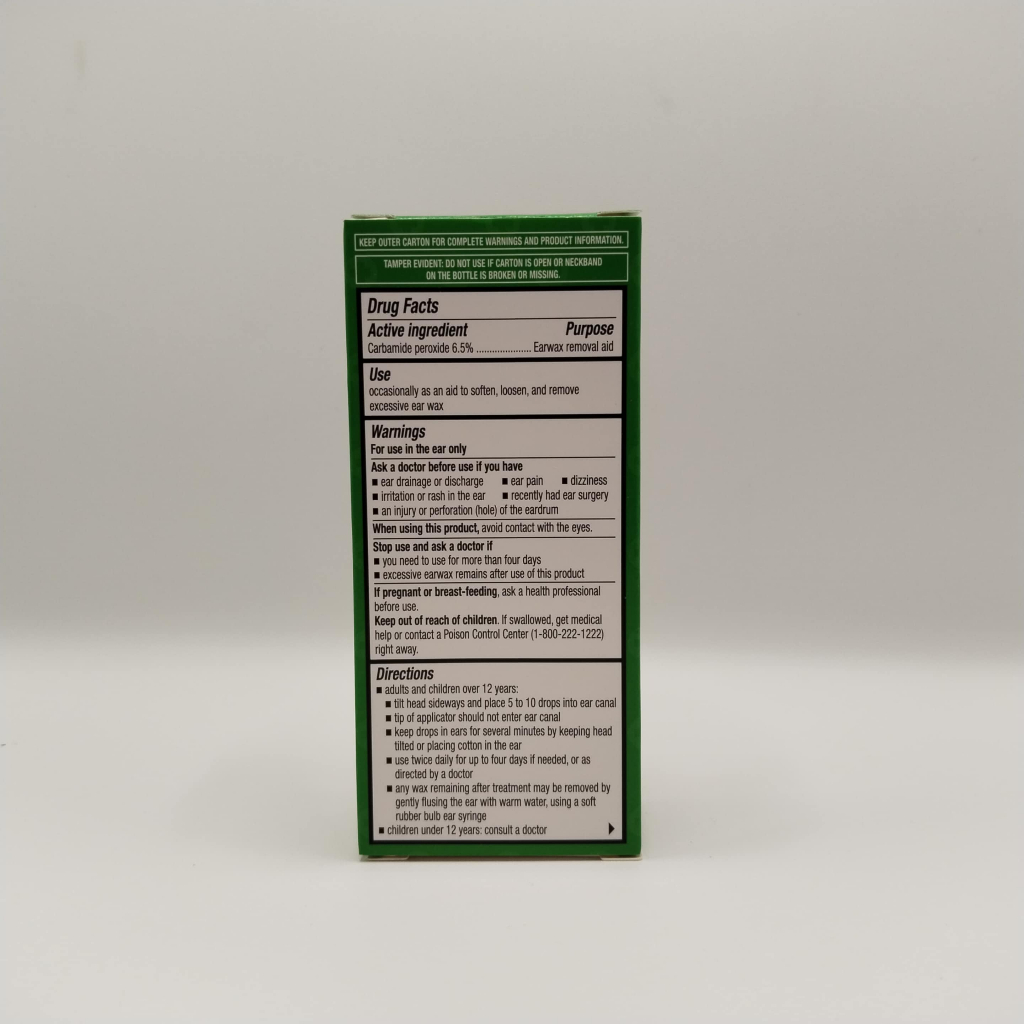 KEEP OUTER CARTON FOR COMPLETE WARNINGS AND PRODUCT INFORMATION.
TAMPER EVIDENT: DO NOT USE IF CARTON IS OPEN OR NECKBAND
ON THE BOTTLE IS BROKEN OR MISSING.
Drug Facts
Active ingredient Purpose
Carbamide peroxide 6.5% ..................... Earwax removal aid
Use
occasionally as an aid to soften, loosen, and remove
excessive ear wax
Warnings
For use in the ear only
Ask a doctor before use if you have
■ ear drainage or discharge ■ ear pain ■ dizziness
■ irritation or rash in the ear ■ recently had ear surgery
■ an injury or perforation (hole) of the eardrum
When using this product, avoid contact with the eyes.
Stop use and ask a doctor if
■ you need to use for more than four days
■ excessive earwax remains after use of this product
If pregnant or breast-feeding, ask a health professional
before use.
Keep out of reach of children. If swallowed, get medical
help or contact a Poison Control Center (1-800-222-1222)
right away.
Directions
■ adults and children over 12 years:
■ tilt head sideways and place 5 to 10 drops into ear canal
■ tip of applicator should not enter ear canal
■ keep drops in ears for several minutes by keeping head
tilted or placing cotton in the ear
■ use twice daily for up to four days if needed, or as
directed by a doctor
■ any wax remaining after treatment may be removed by
gently flusing the ear with warm water, using a soft
rubber bulb ear syringe
■ children under 12 years: consult a doctor